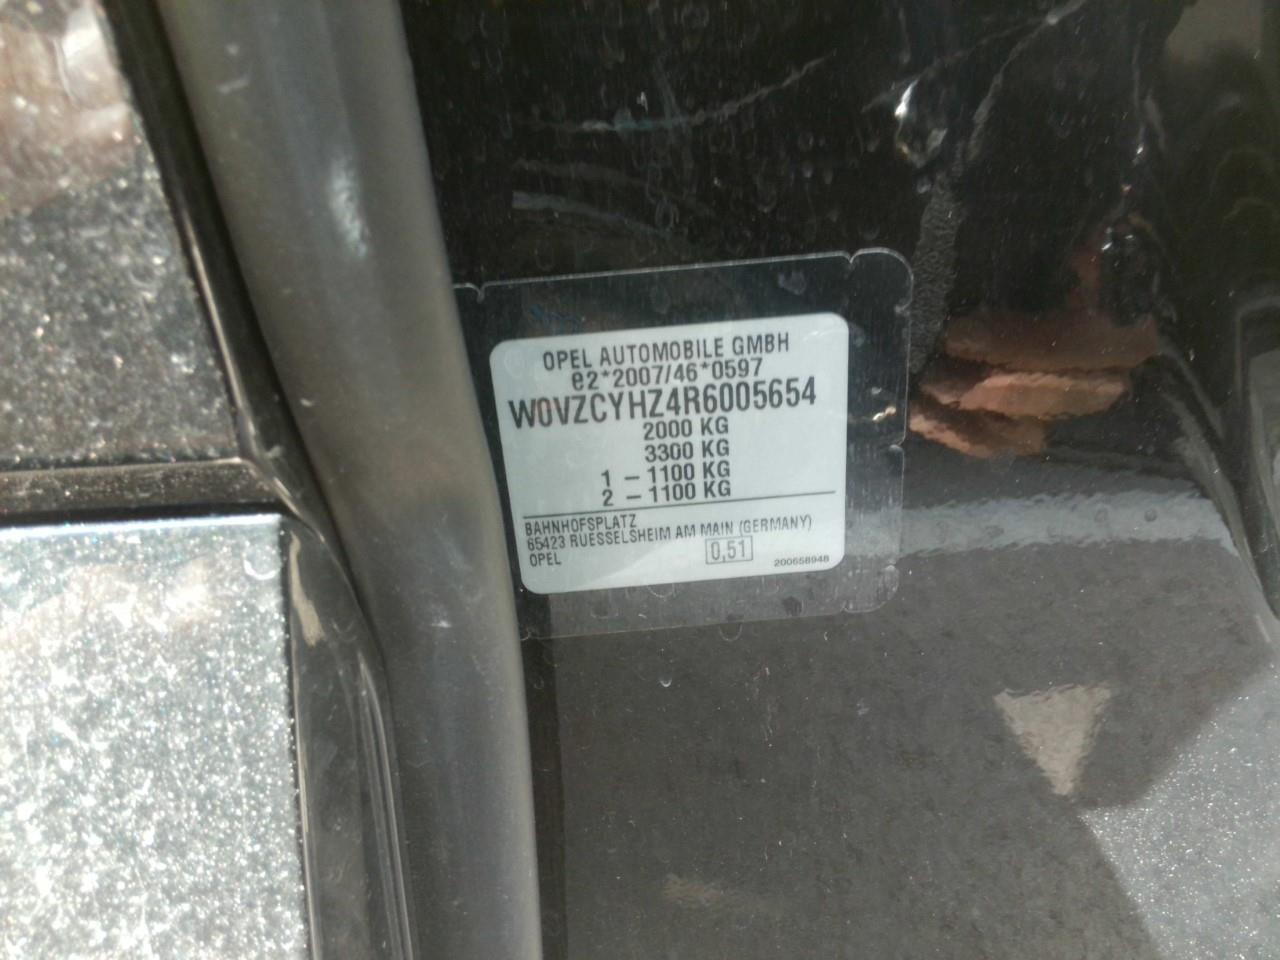 OPEL AUTOMOBILE GMBH
e2*2007/46*0597
W0VZCYHZ4R6005654
2000 KG
3300 KG
1 – 1100 KG
2 – 1100 KG
BAHNHOFSPLATZ
65423 RUESSELSHEIM AM MAIN (GERMANY)
OPEL 0,51 200658948